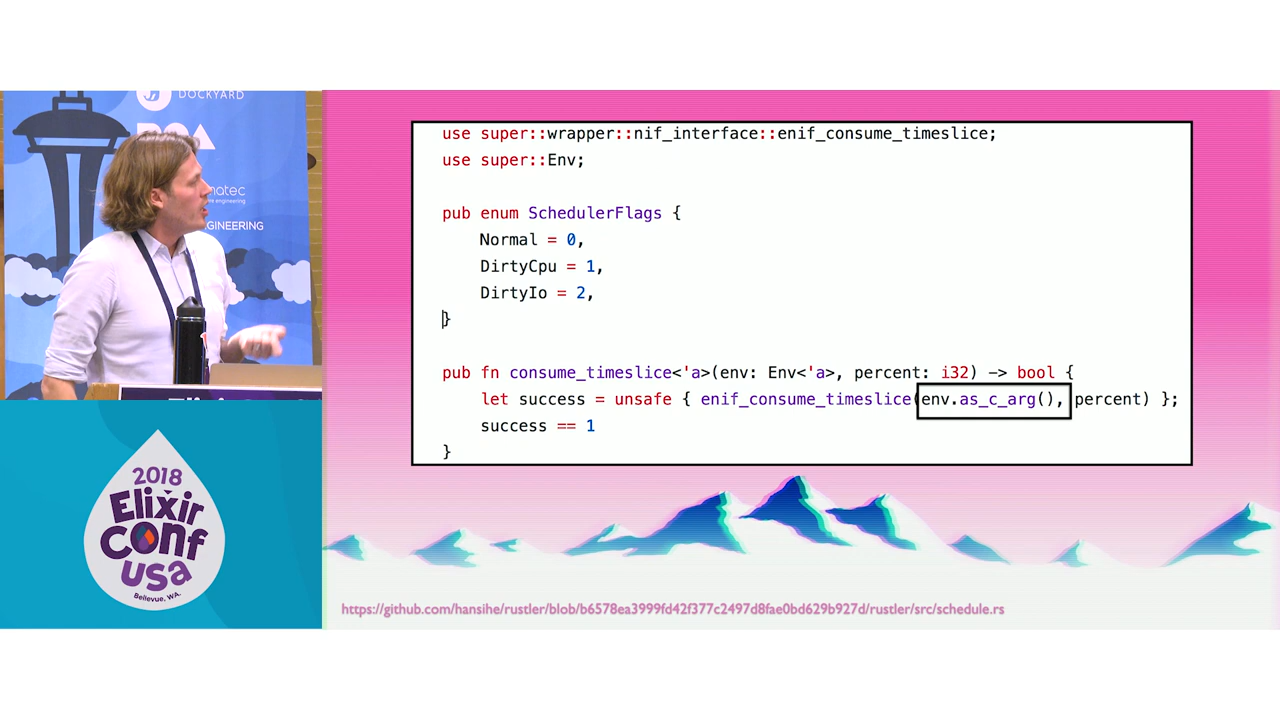 DOCKYARD
matec
GINEERING
2018
Elixir
Conf
USA
Bellevue, WA.
use super::wrapper::nif_interface::enif_consume_timeslice;
use super::Env;
pub enum SchedulerFlags {
Normal = 0,
DirtyCpu = 1,
DirtyIo = 2,
}
pub fn consume_timeslice<'a>(env: Env<'a>, percent: i32) -> bool {
let success = unsafe { enif_consume_timeslice(env.as_c_arg(), percent) };
success == 1
}
https://github.com/hansihe/rustler/blob/b6578ea3999fd42f377c2497d8fae0bd629b927d/rustler/src/schedule.rs